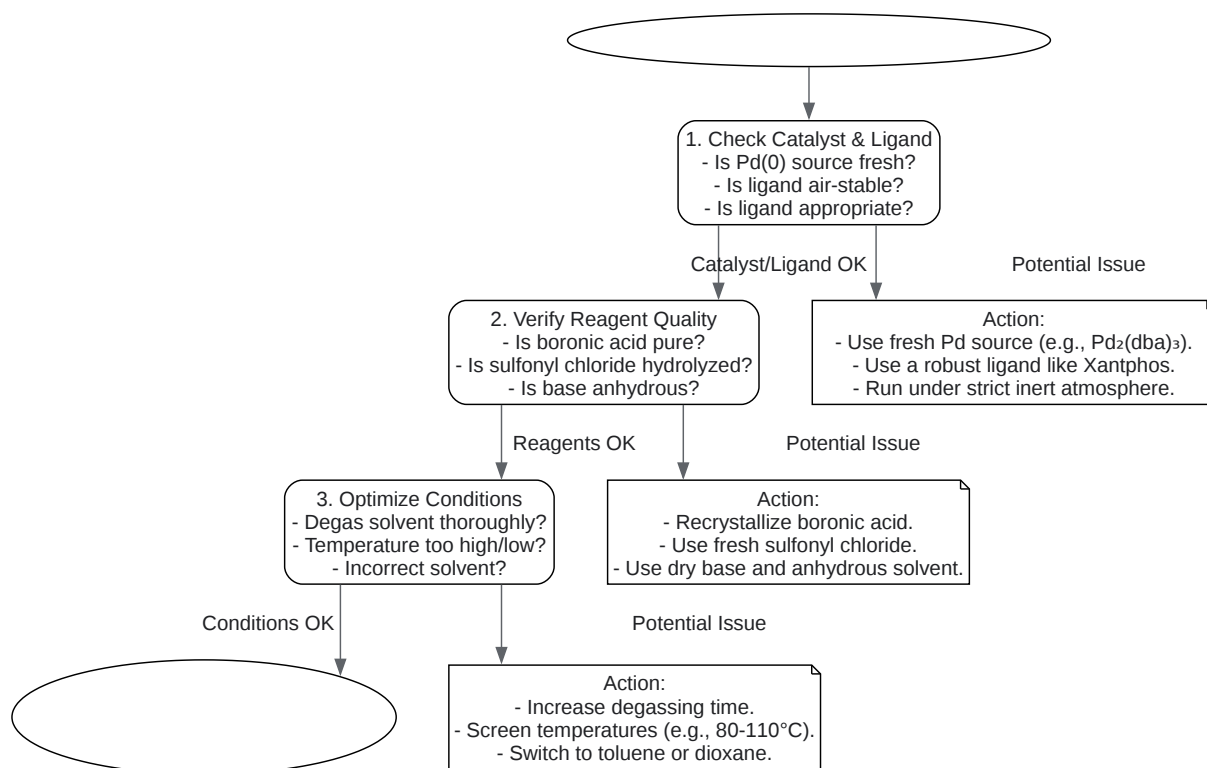 1. Check Catalyst & Ligand
- Is Pd(0) source fresh?
- Is ligand air-stable?
- Is ligand appropriate?
Catalyst/Ligand OK
Potential Issue
2. Verify Reagent Quality
- Is boronic acid pure?
- Is sulfonyl chloride hydrolyzed?
- Is base anhydrous?
Action:
- Use fresh Pd source (e.g., Pd₂(dba)₃).
- Use a robust ligand like Xantphos.
- Run under strict inert atmosphere.
Reagents OK
Potential Issue
3. Optimize Conditions
- Degas solvent thoroughly?
- Temperature too high/low?
- Incorrect solvent?
Action:
- Recrystallize boronic acid.
- Use fresh sulfonyl chloride.
- Use dry base and anhydrous solvent.
Conditions OK
Potential Issue
Action:
- Increase degassing time.
- Screen temperatures (e.g., 80-110°C).
- Switch to toluene or dioxane.